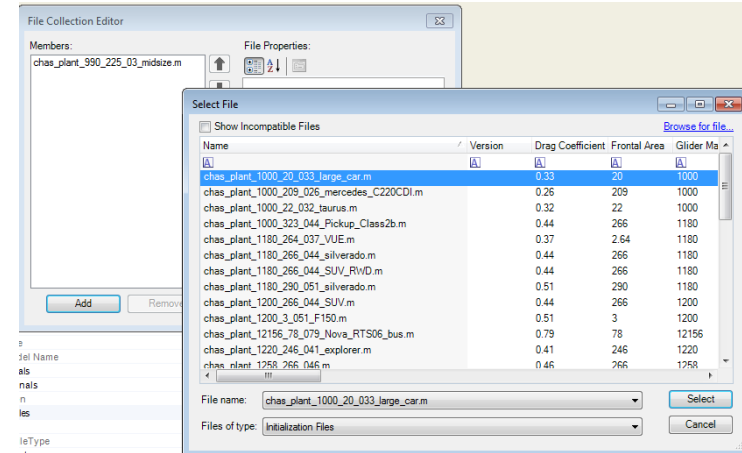 File Collection Editor
Members:
File Properties:
chas_plant_990_225_03_midsize.m
Select File
Show Incompatible Files
Browse for file...
Name Version Drag Coefficient Frontal Area Glider Ma
chas_plant_1000_20_033_large_car.m 0.33 20 1000
chas_plant_1000_209_026_mercedes_C220CDI.m 0.26 209 1000
chas_plant_1000_22_032_taurus.m 0.32 22 1000
chas_plant_1000_323_044_Pickup_Class2b.m 0.44 266 1180
chas_plant_1180_264_037_VUE.m 0.37 2.64 1180
chas_plant_1180_266_044_silverado.m 0.44 266 1180
chas_plant_1180_266_044_SUV_RWD.m 0.44 266 1180
chas_plant_1180_290_051_silverado.m 0.51 290 1180
chas_plant_1200_266_044_SUV.m 0.44 266 1200
chas_plant_1200_3_051_F150.m 0.51 3 1200
chas_plant_12156_78_079_Nova_RTS06_bus.m 0.79 78 12156
chas_plant_1220_246_041_explorer.m 0.41 246 1220
chas_plant_1258_266_046.m 0.46 266 1258
Add Remove
File name: chas_plant_1000_20_033_large_car.m Select
Files of type: Initialization Files Cancel
e
del Name
als
nals
n
les
leType